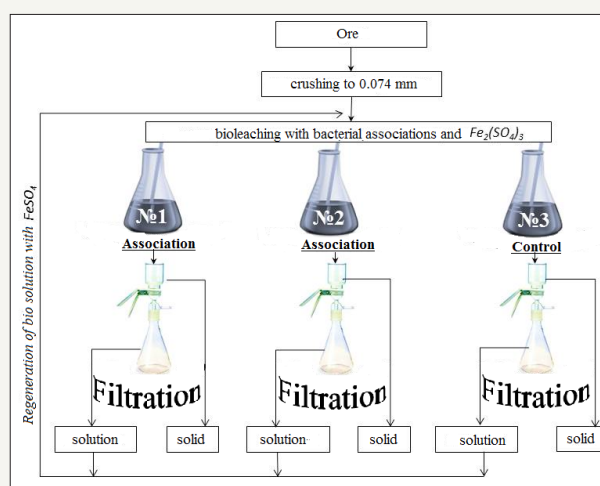 Ore
crushing to 0.074 mm
bioleaching with bacterial associations and Fe₂(SO₄)₃
№1
№2
№3
Association
Association
Control
Regeneration of bio solution with FeSO₄
Filtration
Filtration
Filtration
solution
solid
solution
solid
solution
solid